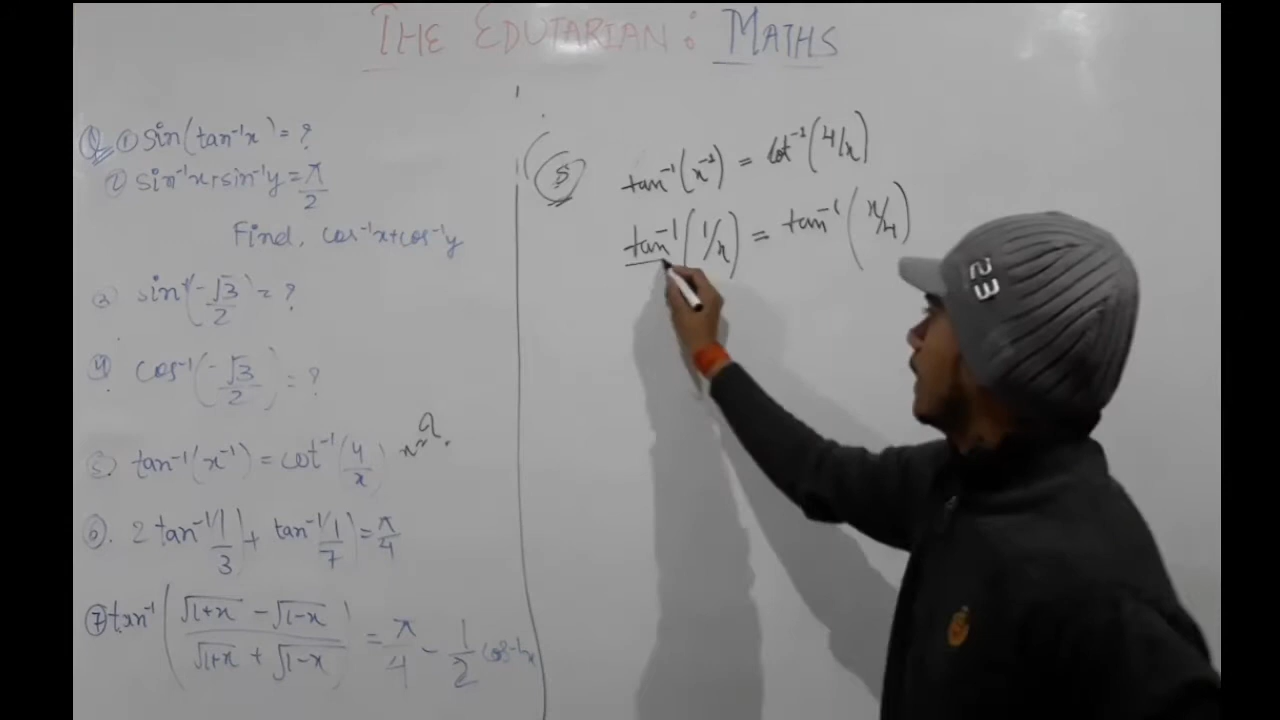 THE EDUTARIAN : MATHS
Q ① sin(tan⁻¹x) = ?
② sin⁻¹x + sin⁻¹y = π/2
Find, cos⁻¹x + cos⁻¹y
③ sin⁻¹(-√3/2) = ?
④ cos⁻¹(-√3/2) = ?
⑤ tan⁻¹(x⁻¹) = cot⁻¹(4/x)
⑥. 2 tan⁻¹(1/3) + tan⁻¹(1/7) = π/4
⑦ tan⁻¹((√1+x - √1-x)/(√1+x + √1-x)) = π/4 - 1/2 cos⁻¹x
⑤
tan⁻¹(x⁻¹) = cot⁻¹(4/x)
tan⁻¹(1/x) = tan⁻¹(x/4)
23